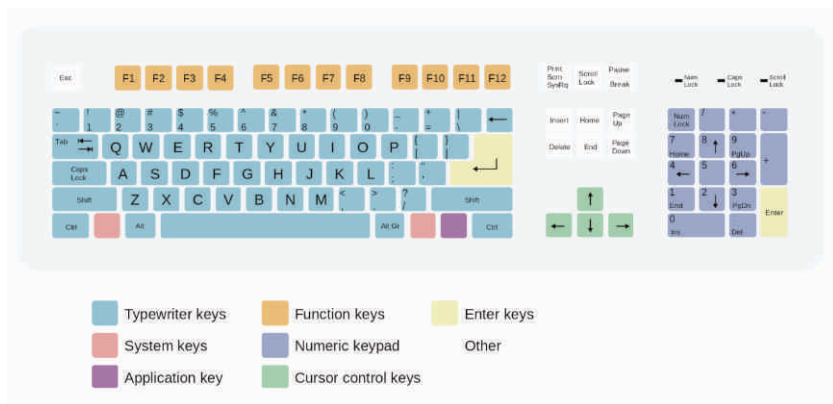 Esc F1 F2 F3 F4 F5 F6 F7 F8 F9 F10 F11 F12
Print Scrn SysRq
Scroll Lock
Pause Break
Num Lock
Caps Lock
Scroll Lock
~ ` ! 1 @ 2 # 3 $ 4 % 5 ^ 6 & 7 * 8 ( 9 ) 0 _ - + = | \ ←
Insert Home Page Up
Num Lock / * -
Tab Q W E R T Y U I O P { [ } ]
Delete End Page Down
7 Home 8 ↑ 9 PgUp +
Caps Lock A S D F G H J K L : ; " '
4 ← 5 6 →
Shift Z X C V B N M < , > . ? / Shift
↑
1 End 2 ↓ 3 PgDn Enter
Ctrl Alt Alt Gr Ctrl
← ↓ →
0 Ins . Del
Typewriter keys
Function keys
Enter keys
System keys
Numeric keypad
Other
Application key
Cursor control keys